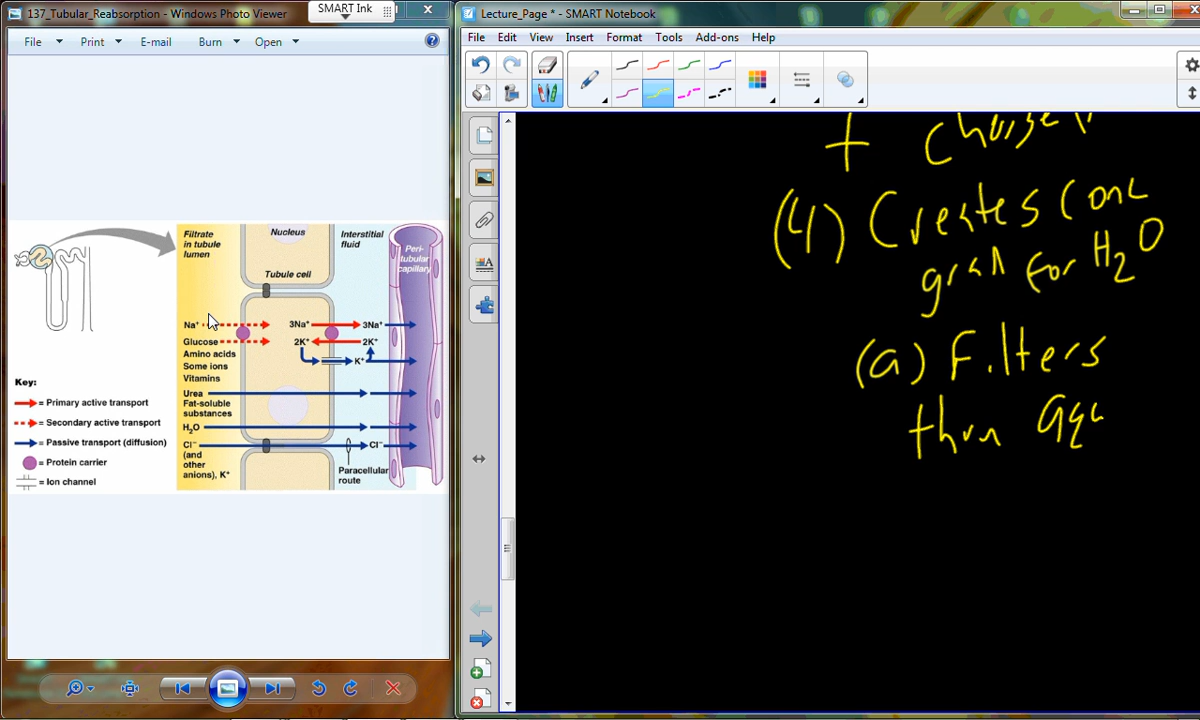 137_Tubular_Reabsorption - Windows Photo Viewer
SMART Ink
File Print E-mail Burn Open
Filtrate
in tubule
lumen
Nucleus
Interstitial
fluid
Peri-
tubular
capillary
Tubule cell
Na⁺ 3Na⁺ 3Na⁺
Glucose 2K⁺ 2K⁺
Amino acids
K⁺
Some ions
Vitamins
Urea
Fat-soluble
substances
H₂O
Cl⁻ Cl⁻
(and
other
anions), K⁺
Paracellular
route
Key:
= Primary active transport
= Secondary active transport
= Passive transport (diffusion)
= Protein carrier
= Ion channel
Lecture_Page * - SMART Notebook
File Edit View Insert Format Tools Add-ons Help
+
(4) Creates Conc
grad for H₂O
(a) Filters
thru aqu